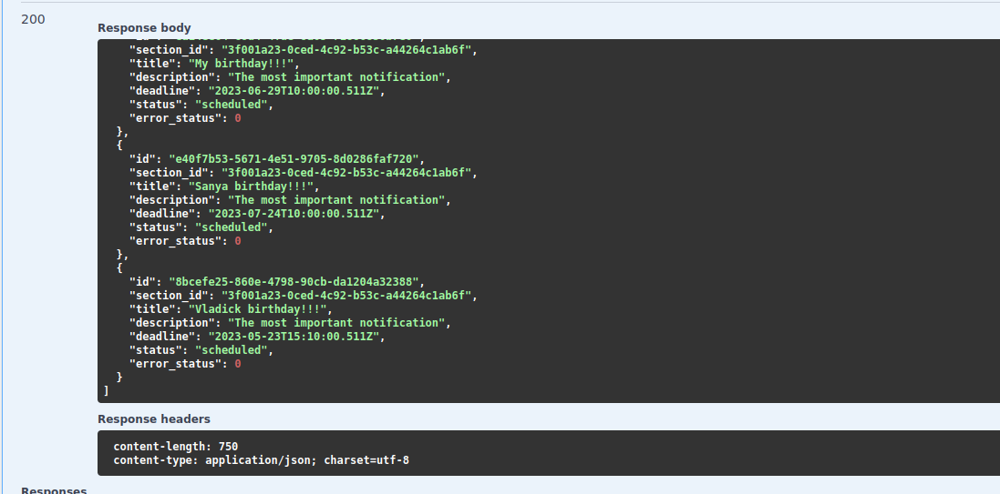 200
Response body
"section_id": "3f001a23-0ced-4c92-b53c-a44264c1ab6f",
"title": "My birthday!!!",
"description": "The most important notification",
"deadline": "2023-06-29T10:00:00.511Z",
"status": "scheduled",
"error_status": 0
},
{
"id": "e40f7b53-5671-4e51-9705-8d0286faf720",
"section_id": "3f001a23-0ced-4c92-b53c-a44264c1ab6f",
"title": "Sanya birthday!!!",
"description": "The most important notification",
"deadline": "2023-07-24T10:00:00.511Z",
"status": "scheduled",
"error_status": 0
},
{
"id": "8bcefe25-860e-4798-90cb-da1204a32388",
"section_id": "3f001a23-0ced-4c92-b53c-a44264c1ab6f",
"title": "Vladick birthday!!!",
"description": "The most important notification",
"deadline": "2023-05-23T15:10:00.511Z",
"status": "scheduled",
"error_status": 0
}
]
Response headers
content-length: 750
content-type: application/json; charset=utf-8
Responses